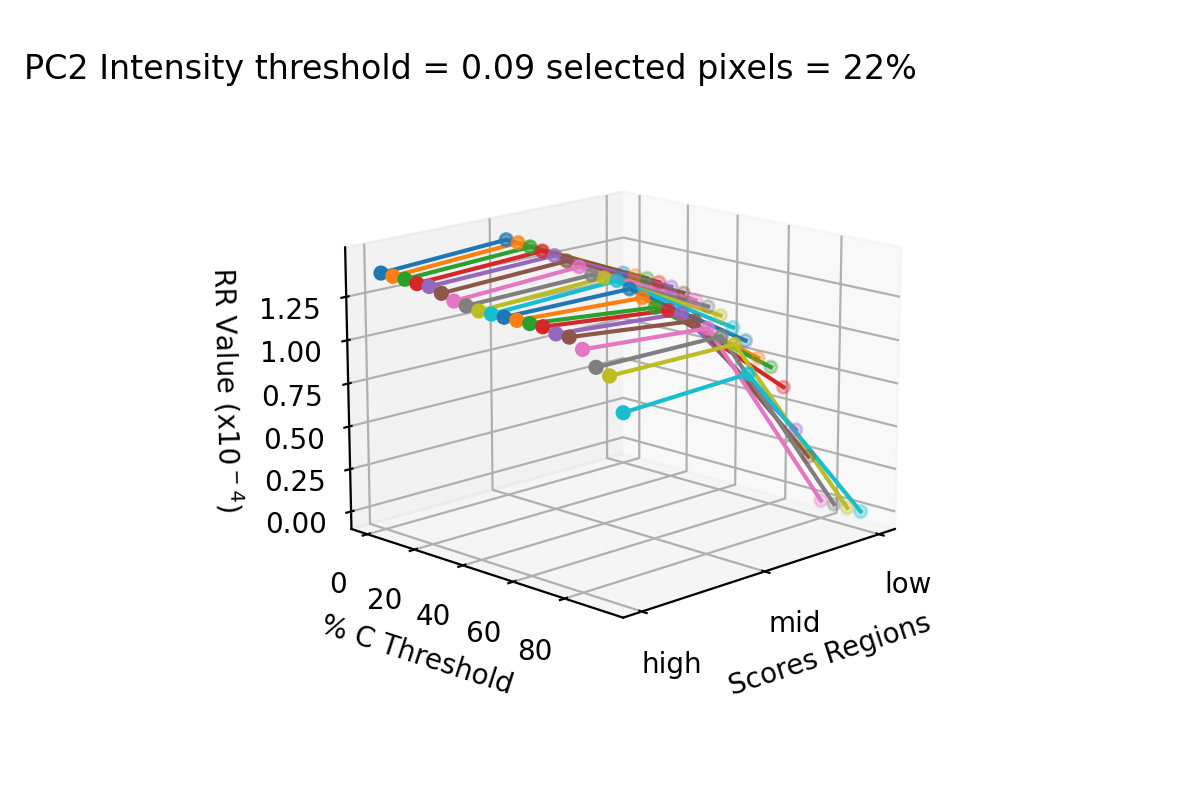 PC2 Intensity threshold = 0.09 selected pixels = 22%
RR Value (x10⁻⁴)
1.25
1.00
0.75
0.50
0.25
0.00
0
20
40
60
80
% C Threshold
high
mid
low
Scores Regions